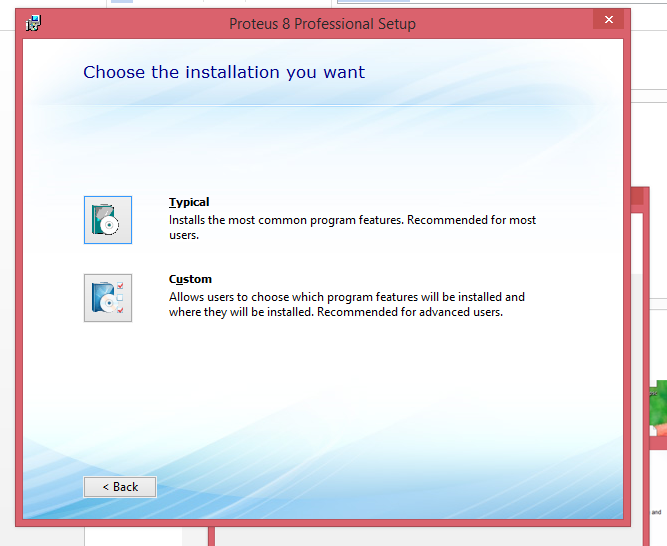 Proteus 8 Professional Setup
Choose the installation you want
Typical
Installs the most common program features. Recommended for most
users.
Custom
Allows users to choose which program features will be installed and
where they will be installed. Recommended for advanced users.
< Back
and